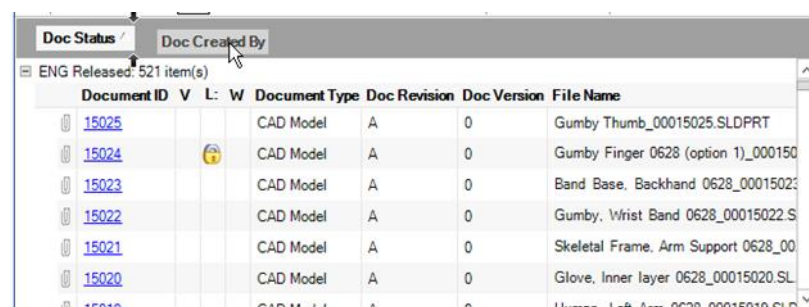 Doc Status / Doc Created By
ENG Released: 521 item(s)
Document ID V L: W Document Type Doc Revision Doc Version File Name
15025 CAD Model A 0 Gumby Thumb_00015025.SLDPRT
15024 CAD Model A 0 Gumby Finger 0628 (option 1)_000150
15023 CAD Model A 0 Band Base, Backhand 0628_00015023
15022 CAD Model A 0 Gumby, Wrist Band 0628_00015022.S
15021 CAD Model A 0 Skeletal Frame, Arm Support 0628_00
15020 CAD Model A 0 Glove, Inner layer 0628_00015020.SL